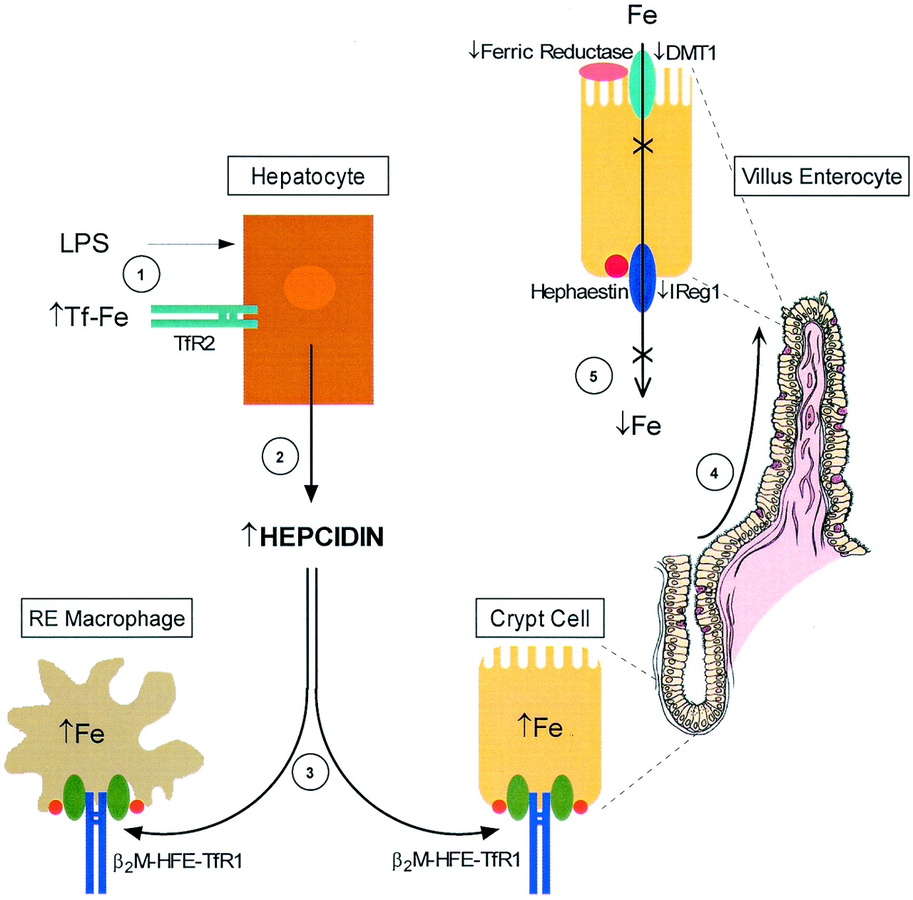 Fe
↓Ferric Reductase
↓DMT1
Hepatocyte
Villus Enterocyte
LPS
1
↑Tf-Fe
TfR2
Hephaestin
↓IReg1
5
↓Fe
2
4
↑HEPCIDIN
RE Macrophage
Crypt Cell
↑Fe
↑Fe
3
β₂M-HFE-TfR1
β₂M-HFE-TfR1